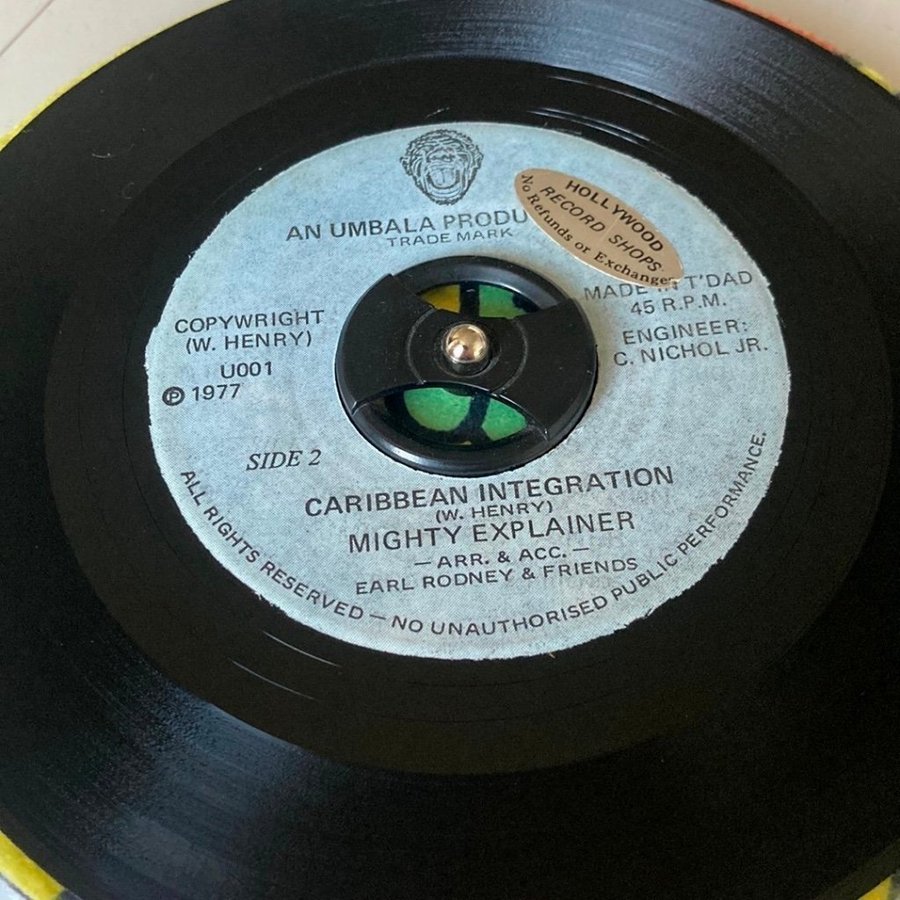 AN UMBALA PRODU
TRADE MARK
HOLLYWOOD
RECORD SHOPS
No Refunds or Exchanges
MADE IN T'DAD
45 R.P.M.
ENGINEER:
C. NICHOL JR.
COPYWRIGHT
(W. HENRY)
U001
℗ 1977
SIDE 2
CARIBBEAN INTEGRATION
(W. HENRY)
MIGHTY EXPLAINER
— ARR. & ACC. —
EARL RODNEY & FRIENDS
ALL RIGHTS RESERVED — NO UNAUTHORISED PUBLIC PERFORMANCE.